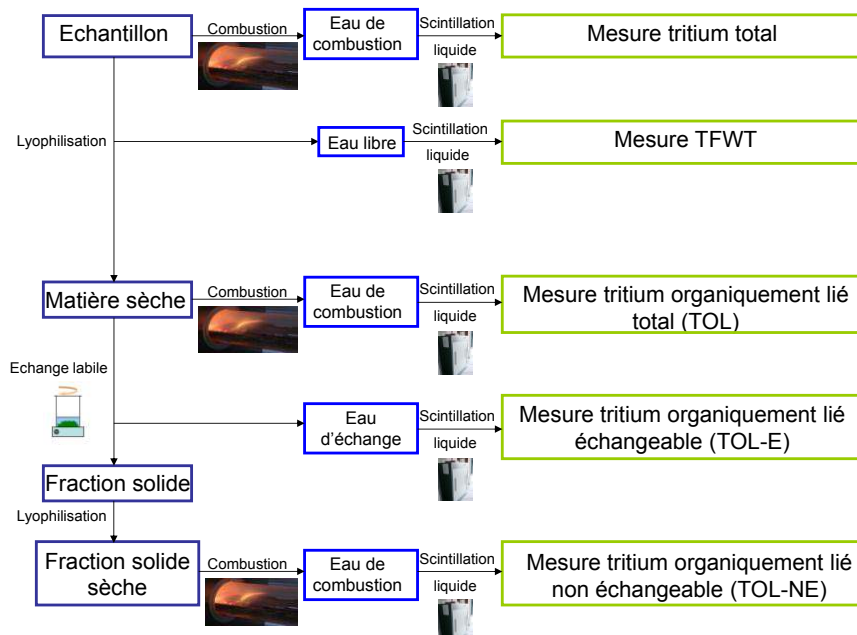 Echantillon
Combustion
Eau de
combustion
Scintillation
liquide
Mesure tritium total
Lyophilisation
Eau libre
Scintillation
liquide
Mesure TFWT
Matière sèche
Combustion
Eau de
combustion
Scintillation
liquide
Mesure tritium organiquement lié
total (TOL)
Echange labile
Eau
d'échange
Scintillation
liquide
Mesure tritium organiquement lié
échangeable (TOL-E)
Fraction solide
Lyophilisation
Fraction solide
sèche
Combustion
Eau de
combustion
Scintillation
liquide
Mesure tritium organiquement lié
non échangeable (TOL-NE)